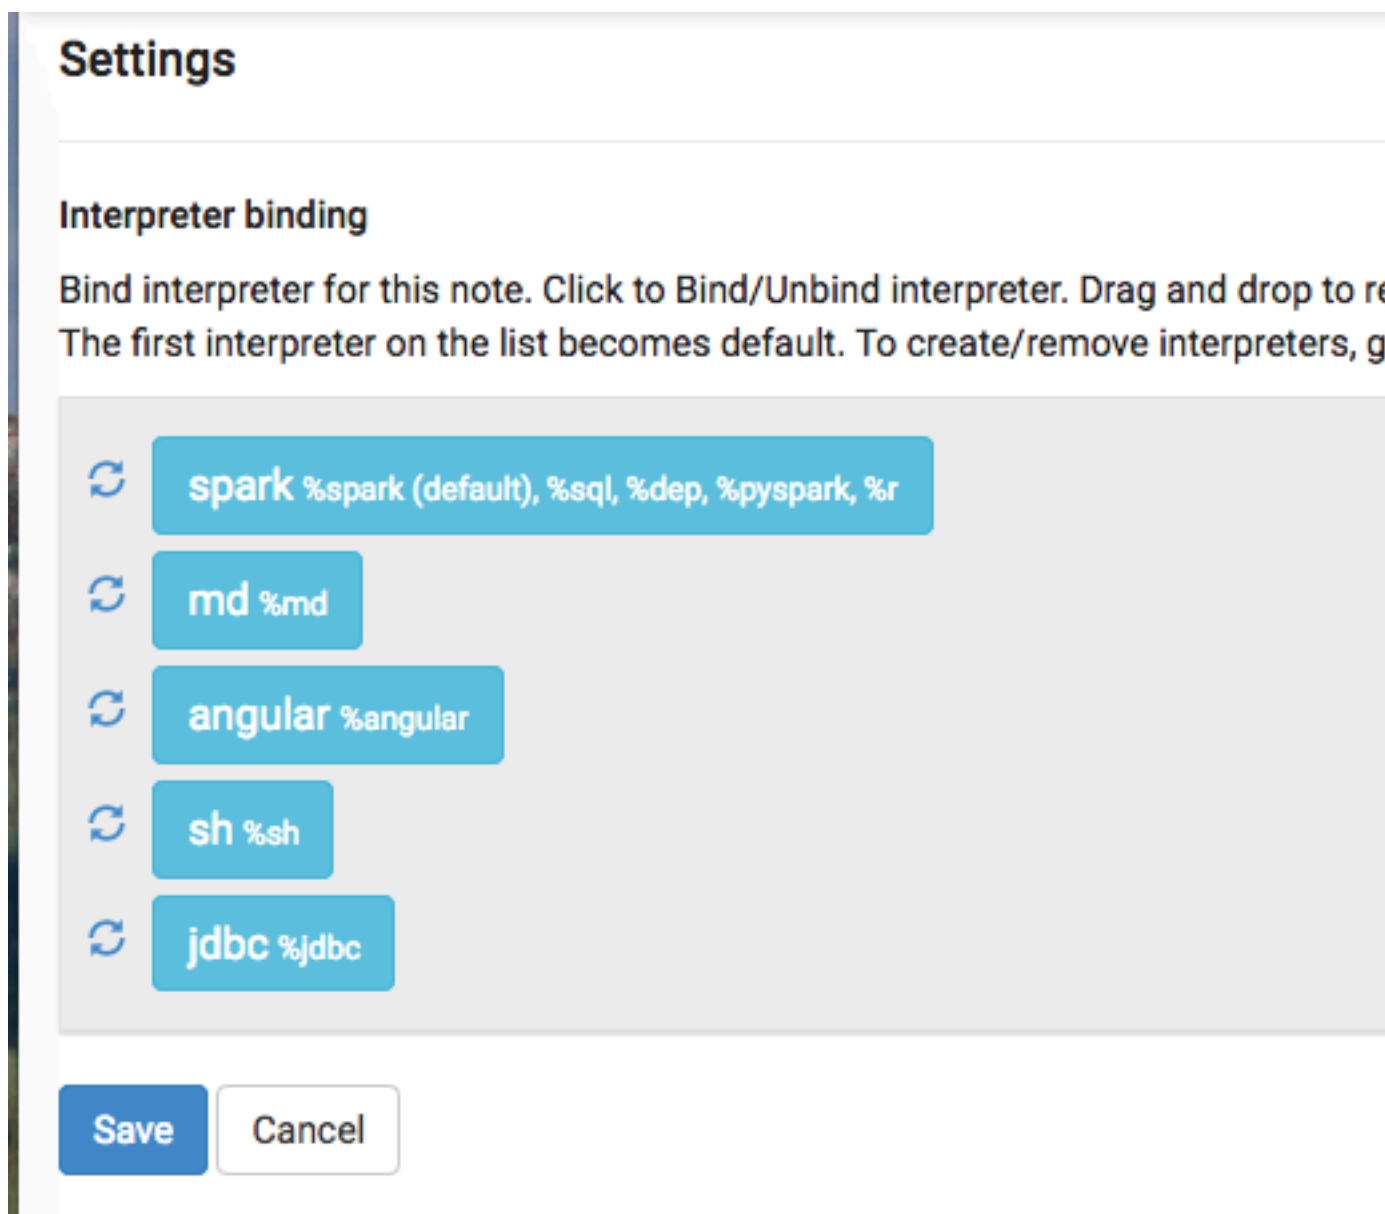 Settings
Interpreter binding
Bind interpreter for this note. Click to Bind/Unbind interpreter. Drag and drop to
The first interpreter on the list becomes default. To create/remove interpreters,
spark %spark (default), %sql, %dep, %pyspark, %r
md %md
angular %angular
sh %sh
jdbc %jdbc
Save
Cancel